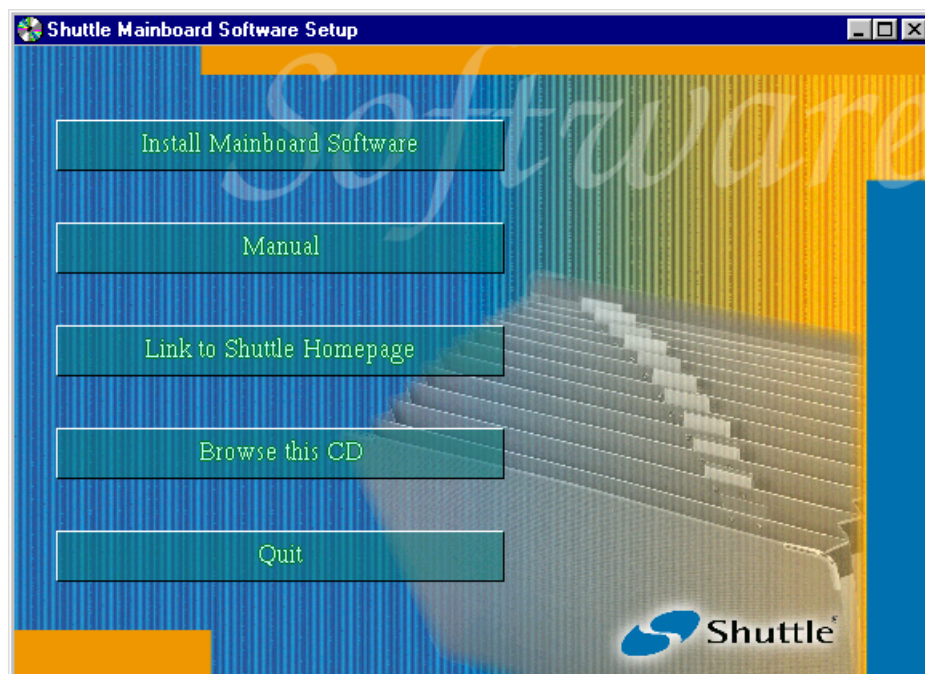 Shuttle Mainboard Software Setup
Software
Install Mainboard Software
Manual
Link to Shuttle Homepage
Browse this CD
Quit
Shuttle®